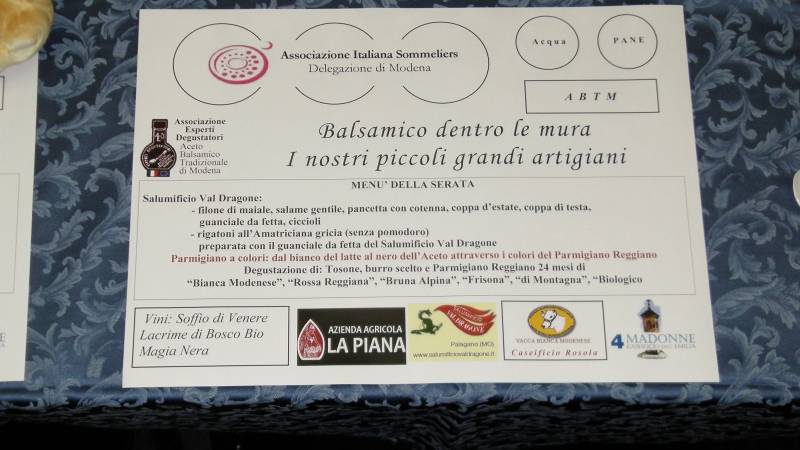 Associazione Italiana Sommeliers
Delegazione di Modena
Acqua
PANE
A B T M
Associazione
Esperti
Degustatori
Aceto
Balsamico
Tradizionale
di Modena
Balsamico dentro le mura
I nostri piccoli grandi artigiani
MENU' DELLA SERATA
Salumificio Val Dragone:
- filone di maiale, salame gentile, pancetta con cotenna, coppa d'estate, coppa di testa,
guanciale da fetta, ciccioli
- rigatoni all'Amatriciana gricia (senza pomodoro)
preparata con il guanciale da fetta del Salumificio Val Dragone
Parmigiano a colori: dal bianco del latte al nero dell'Aceto attraverso i colori del Parmigiano Reggiano
Degustazione di: Tosone, burro scelto e Parmigiano Reggiano 24 mesi di
"Bianca Modenese", "Rossa Reggiana", "Bruna Alpina", "Frisona", "di Montagna", "Biologico
Vini: Soffio di Venere
Lacrime di Bosco Bio
Magia Nera
AZIENDA AGRICOLA
LA PIANA
SALUMIFICIO
VALDRAGONE
Palagano (MO)
www.salumificiovaldragone.it
VACCA BIANCA MODENESE
Caseificio Rosola
4 MADONNE
CASEIFICIO DELL'EMILIA